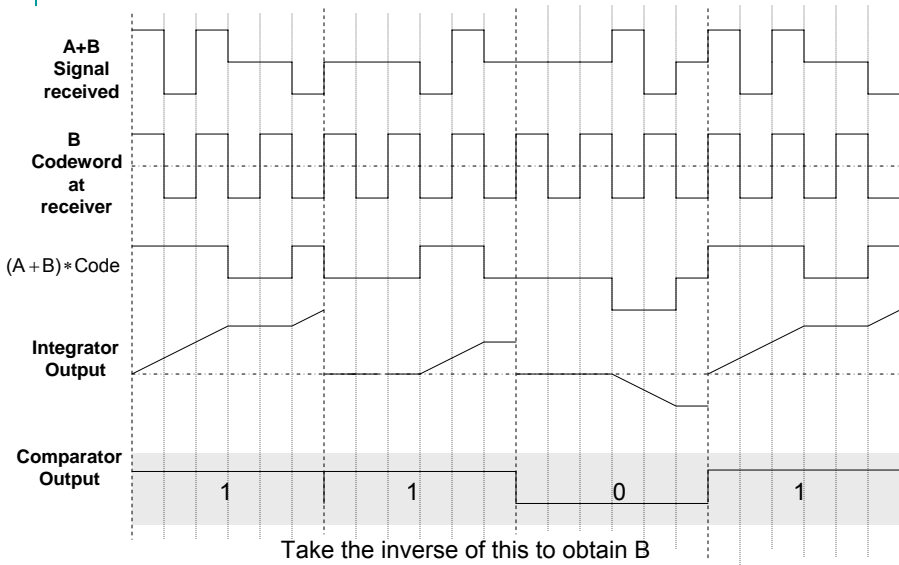 A+B
Signal
received
B
Codeword
at
receiver
(A+B)∗Code
Integrator
Output
Comparator
Output
1
1
0
1
Take the inverse of this to obtain B